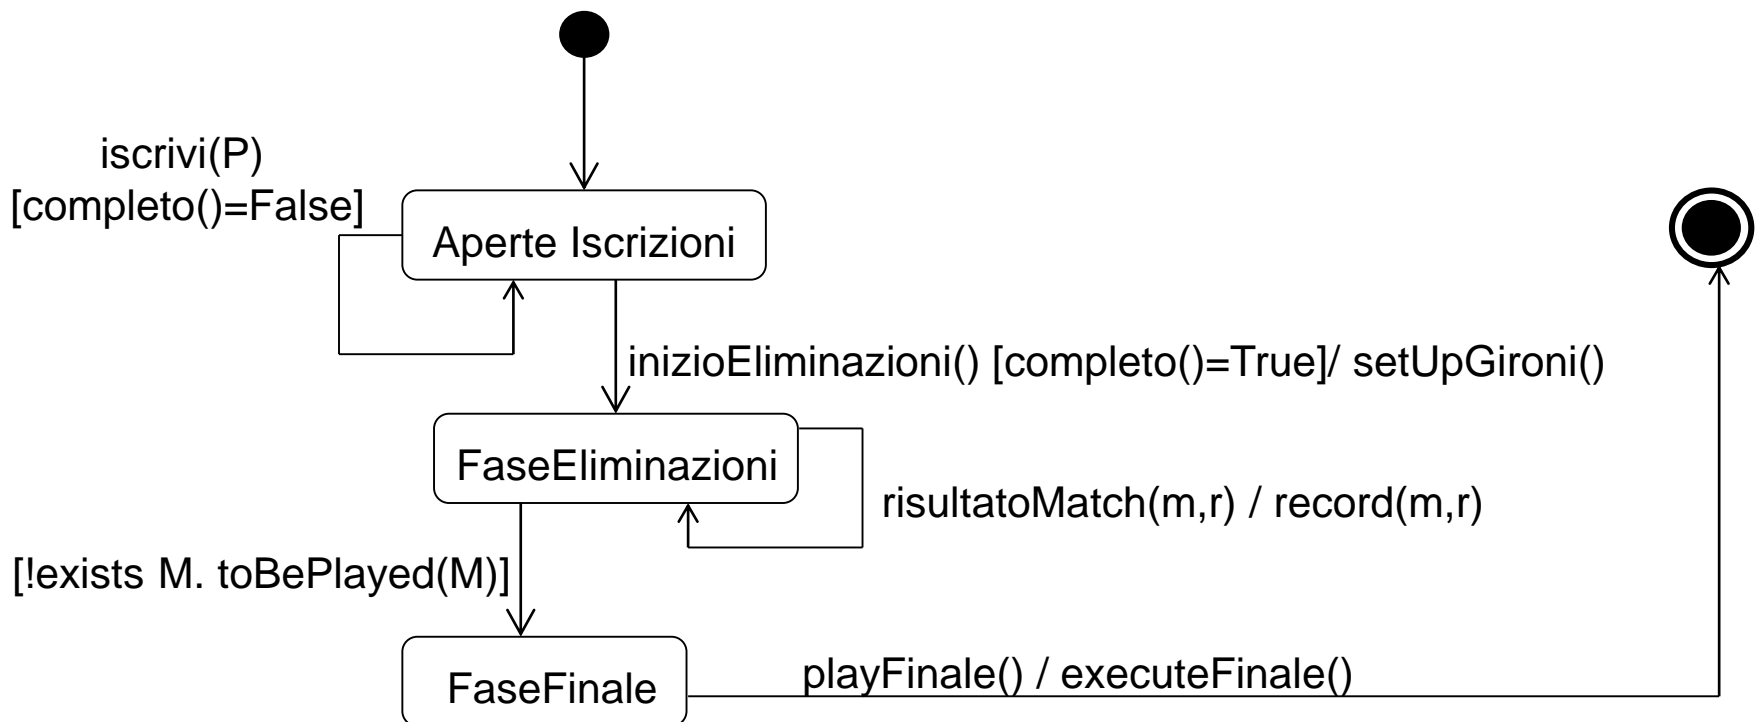 iscrivi(P)
[completo()=False]
Aperte Iscrizioni
inizioEliminazioni() [completo()=True]/ setUpGironi()
FaseEliminazioni
risultatoMatch(m,r) / record(m,r)
[!exists M. toBePlayed(M)]
FaseFinale
playFinale() / executeFinale()